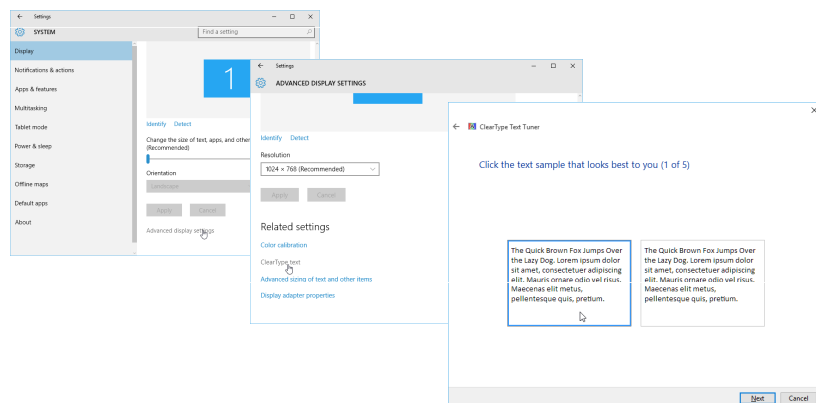 Settings
SYSTEM
Find a setting
Display
Notifications & actions
Apps & features
Multitasking
Tablet mode
Power & sleep
Storage
Offline maps
Default apps
About
1
Identify Detect
Change the size of text, apps, and other
(Recommended)
Orientation
Landscape
Apply Cancel
Advanced display settings
Settings
ADVANCED DISPLAY SETTINGS
Identify Detect
Resolution
1024 × 768 (Recommended)
Apply Cancel
Related settings
Color calibration
ClearType text
Advanced sizing of text and other items
Display adapter properties
ClearType Text Tuner
Click the text sample that looks best to you (1 of 5)
The Quick Brown Fox Jumps Over
the Lazy Dog. Lorem ipsum dolor
sit amet, consectetuer adipiscing
elit. Mauris ornare odio vel risus.
Maecenas elit metus,
pellentesque quis, pretium.
The Quick Brown Fox Jumps Over
the Lazy Dog. Lorem ipsum dolor
sit amet, consectetuer adipiscing
elit. Mauris ornare odio vel risus.
Maecenas elit metus,
pellentesque quis, pretium.
Next Cancel